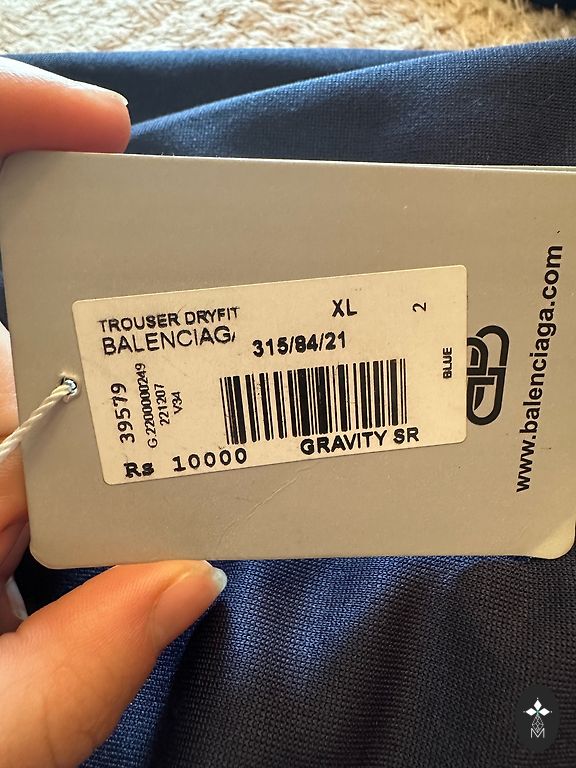 TROUSER DRYFIT
XL
2
BALENCIAGA
315/84/21
BLUE
39579
G.2200000249
221207
V34
Rs 10000
GRAVITY SR
www.balenciaga.com
M